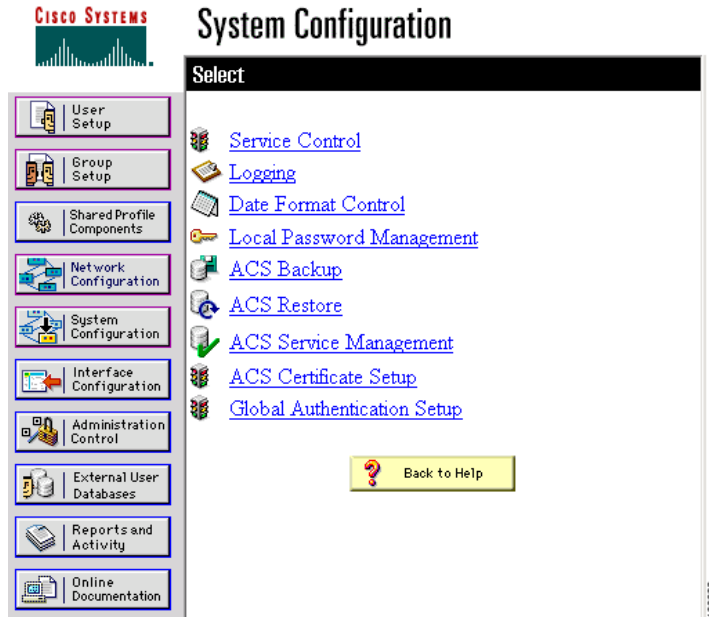 CISCO SYSTEMS
System Configuration
Select
User
Setup
Group
Setup
Shared Profile
Components
Network
Configuration
System
Configuration
Interface
Configuration
Administration
Control
External User
Databases
Reports and
Activity
Online
Documentation
Service Control
Logging
Date Format Control
Local Password Management
ACS Backup
ACS Restore
ACS Service Management
ACS Certificate Setup
Global Authentication Setup
? Back to Help